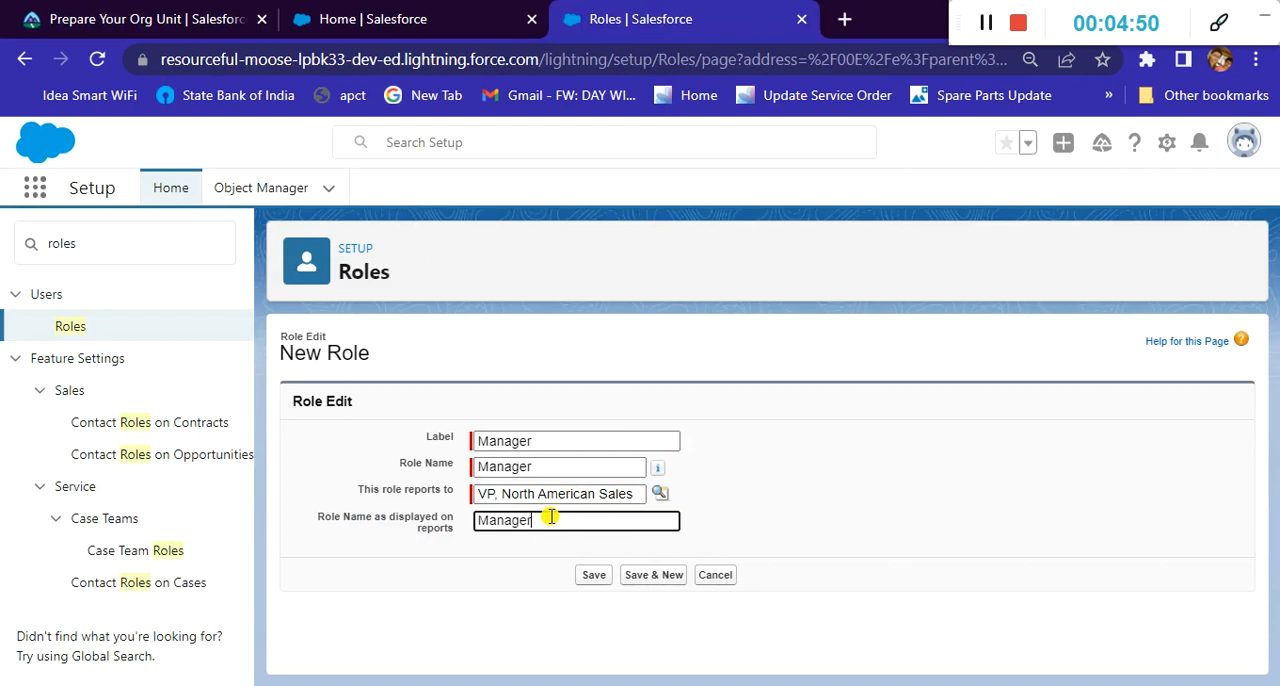 Prepare Your Org Unit | Salesforc
Home | Salesforce
Roles | Salesforce
00:04:50
resourceful-moose-lpbk33-dev-ed.lightning.force.com/lightning/setup/Roles/page?address=%2F00E%2Fe%3Fparent%3...
Idea Smart WiFi
State Bank of India
apct
New Tab
Gmail - FW: DAY WI...
Home
Update Service Order
Spare Parts Update
»
Other bookmarks
Search Setup
Setup
Home
Object Manager
roles
Users
Roles
Feature Settings
Sales
Contact Roles on Contracts
Contact Roles on Opportunities
Service
Case Teams
Case Team Roles
Contact Roles on Cases
Didn't find what you're looking for?
Try using Global Search.
SETUP
Roles
Role Edit
New Role
Help for this Page
Role Edit
Label
Manager
Role Name
Manager
This role reports to
VP, North American Sales
Role Name as displayed on
reports
Manager
Save
Save & New
Cancel